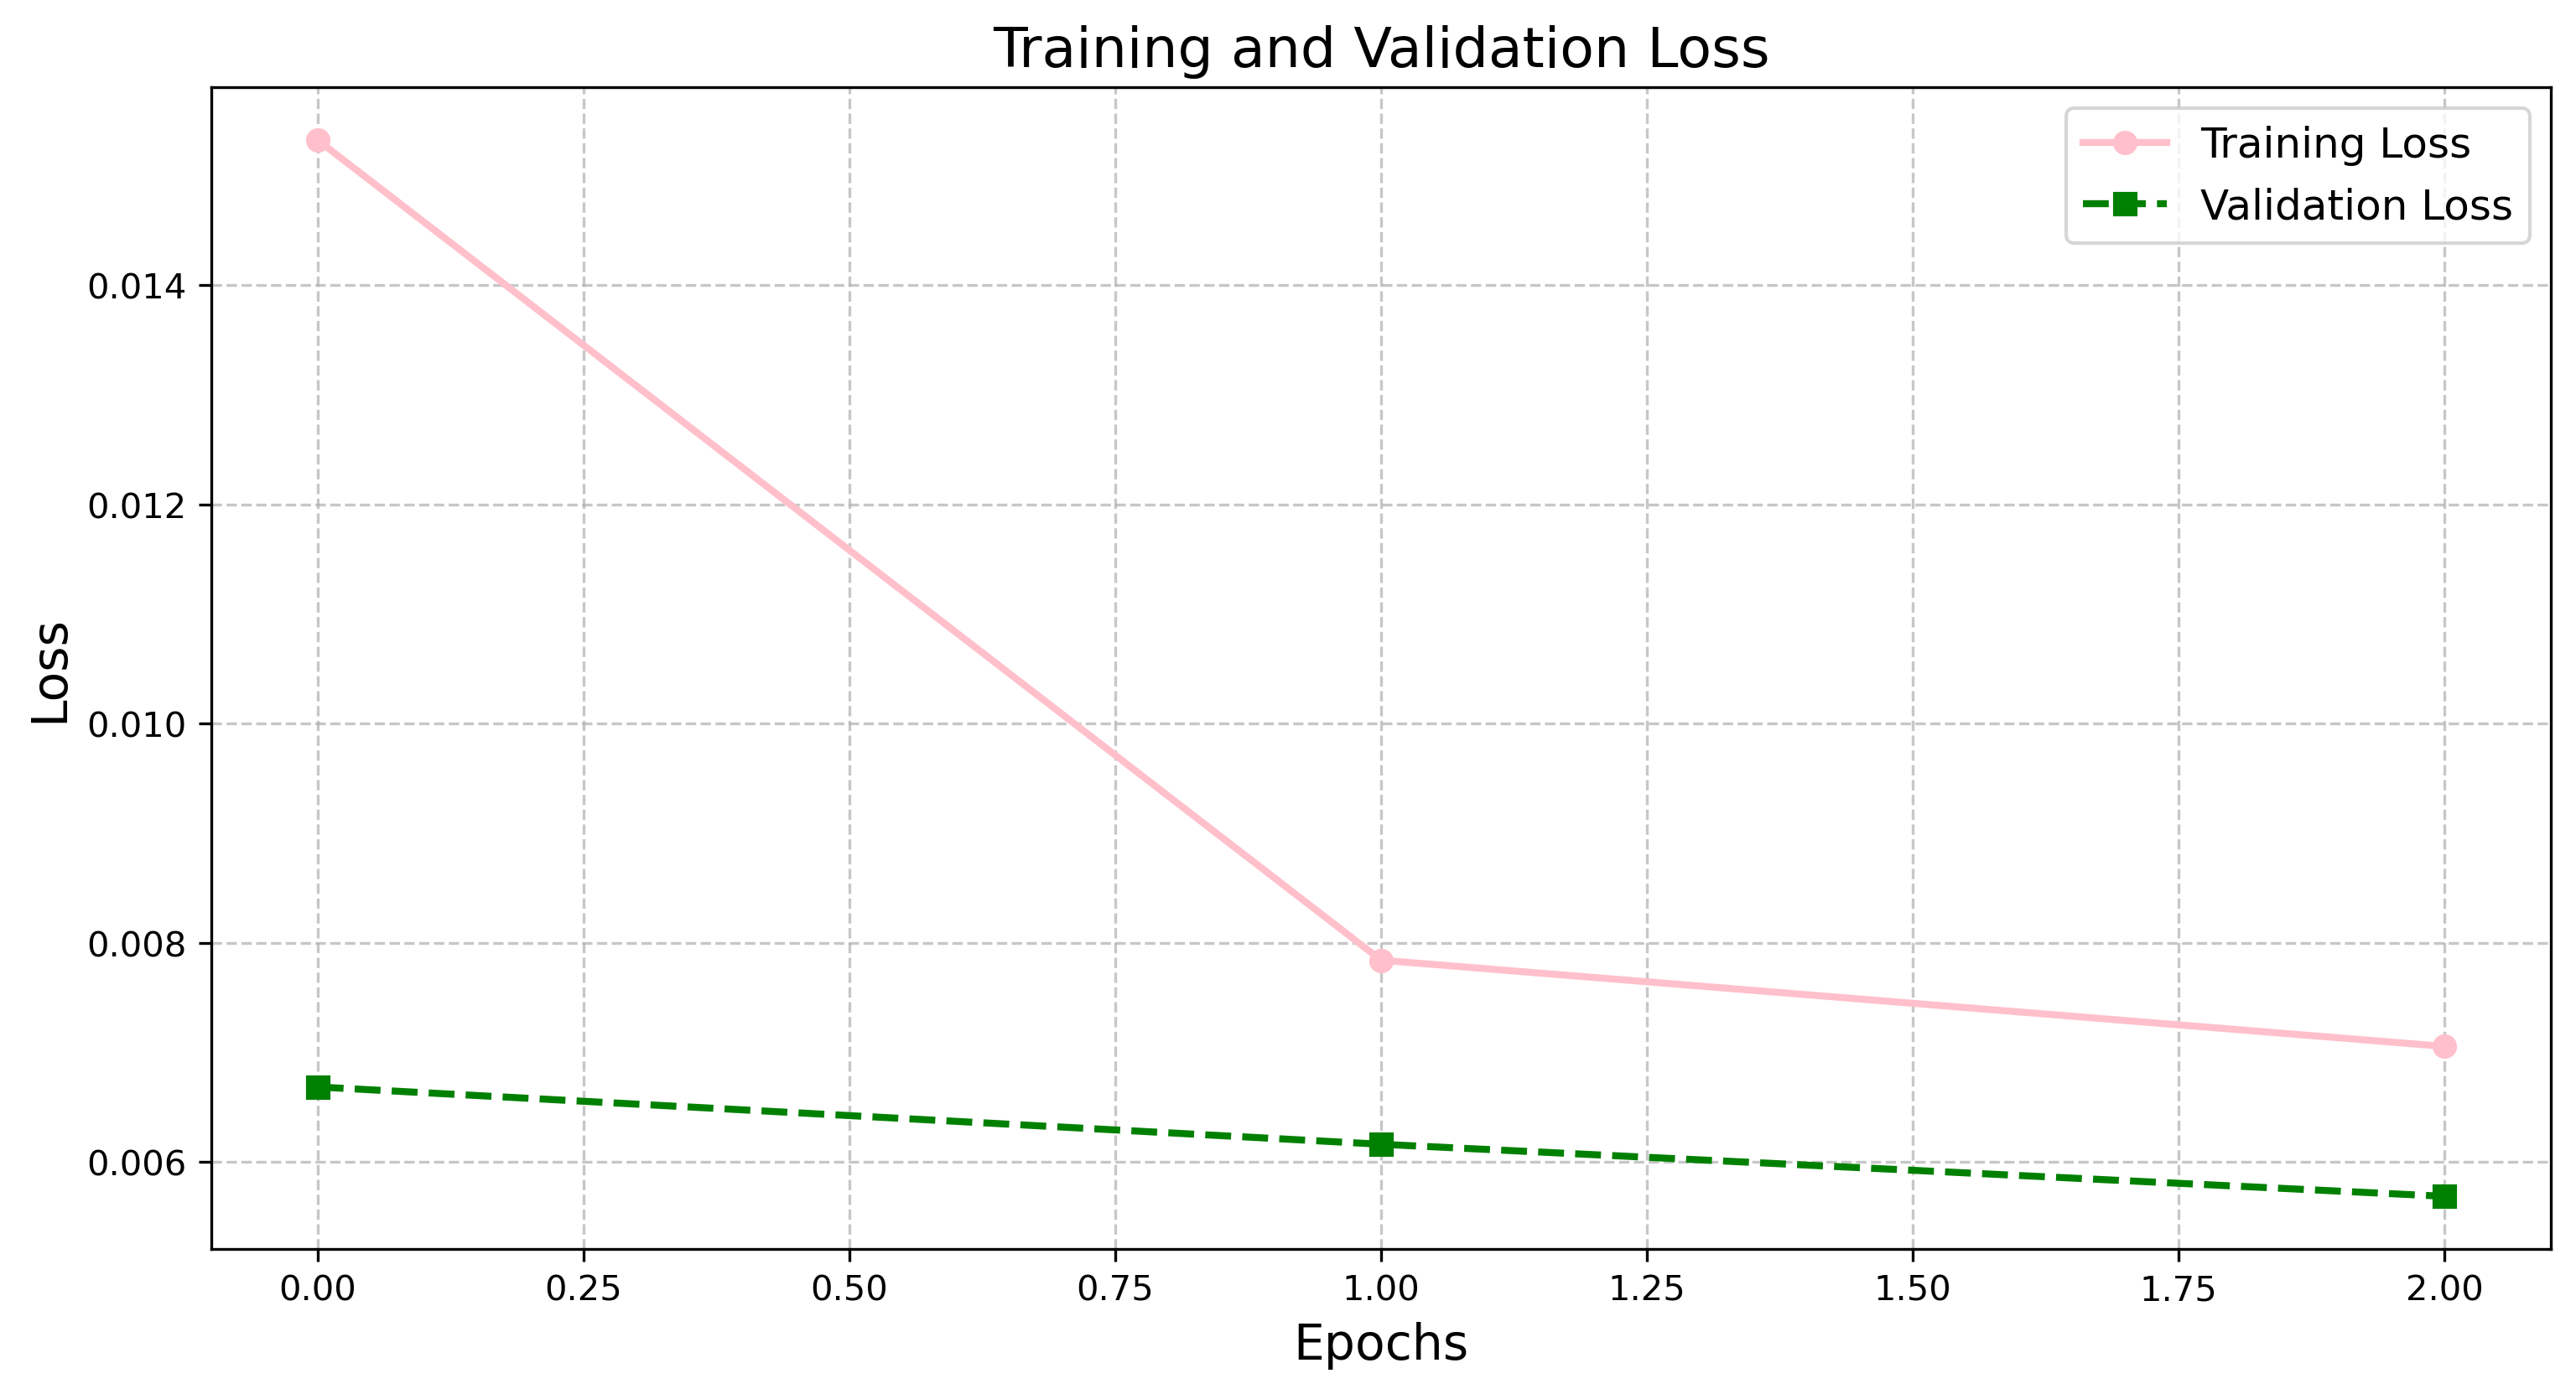 Training and Validation Loss
Training Loss
Validation Loss
0.014
0.012
0.010
0.008
0.006
Loss
0.00 0.25 0.50 0.75 1.00 1.25 1.50 1.75 2.00
Epochs